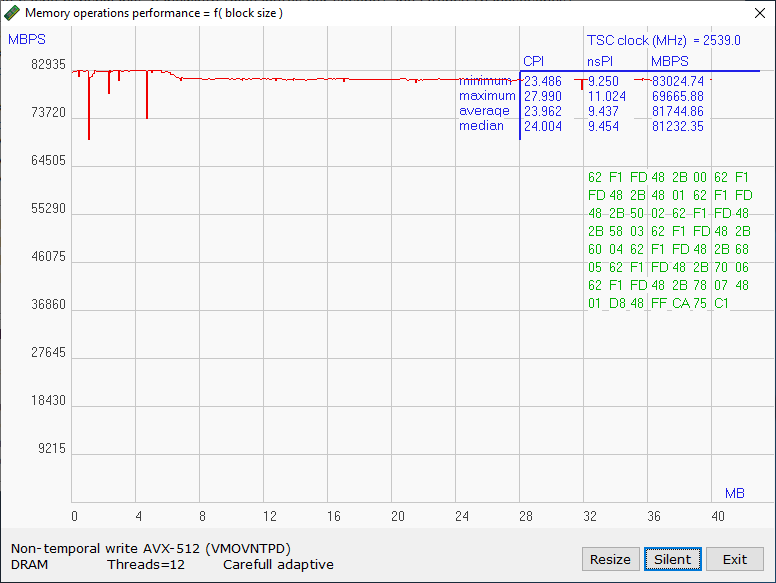 Memory operations performance = f( block size )
MBPS
TSC clock (MHz) = 2539.0
CPI nsPI MBPS
minimum 23.486 9.250 83024.74
maximum 27.990 11.024 69665.88
average 23.962 9.437 81744.86
median 24.004 9.454 81232.35
82935
73720
64505
55290
46075
36860
27645
18430
9215
62 F1 FD 48 2B 00 62 F1
FD 48 2B 48 01 62 F1 FD
48 2B 50 02 62 F1 FD 48
2B 58 03 62 F1 FD 48 2B
60 04 62 F1 FD 48 2B 68
05 62 F1 FD 48 2B 70 06
62 F1 FD 48 2B 78 07 48
01 D8 48 FF CA 75 C1
MB
0 4 8 12 16 20 24 28 32 36 40
Non-temporal write AVX-512 (VMOVNTPD)
DRAM Threads=12 Carefull adaptive
Resize Silent Exit